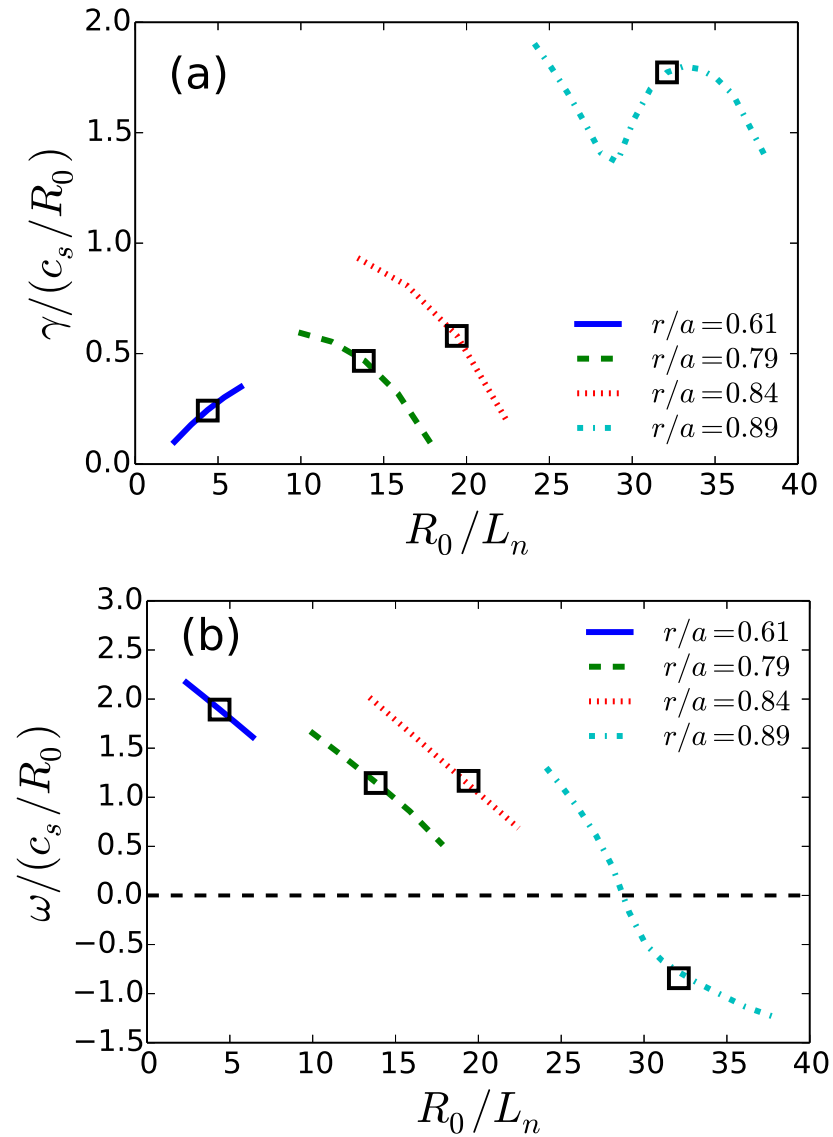 (a)
γ/(c_s/R_0)
2.0
1.5
1.0
0.5
0.0
r/a=0.61
r/a=0.79
r/a=0.84
r/a=0.89
0 5 10 15 20 25 30 35 40
R_0/L_n
(b)
ω/(c_s/R_0)
3.0
2.5
2.0
1.5
1.0
0.5
0.0
−0.5
−1.0
−1.5
r/a=0.61
r/a=0.79
r/a=0.84
r/a=0.89
0 5 10 15 20 25 30 35 40
R_0/L_n